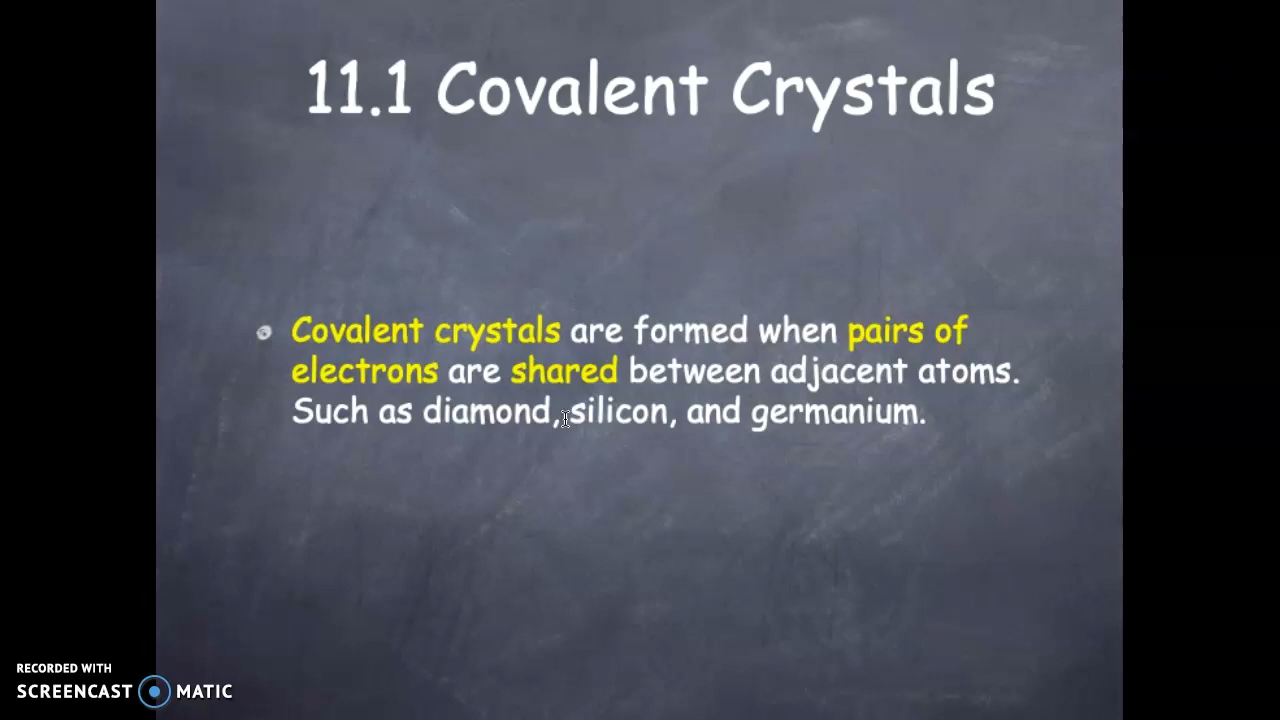 11.1 Covalent Crystals
Covalent crystals are formed when pairs of
electrons are shared between adjacent atoms.
Such as diamond, silicon, and germanium.
RECORDED WITH
SCREENCAST MATIC